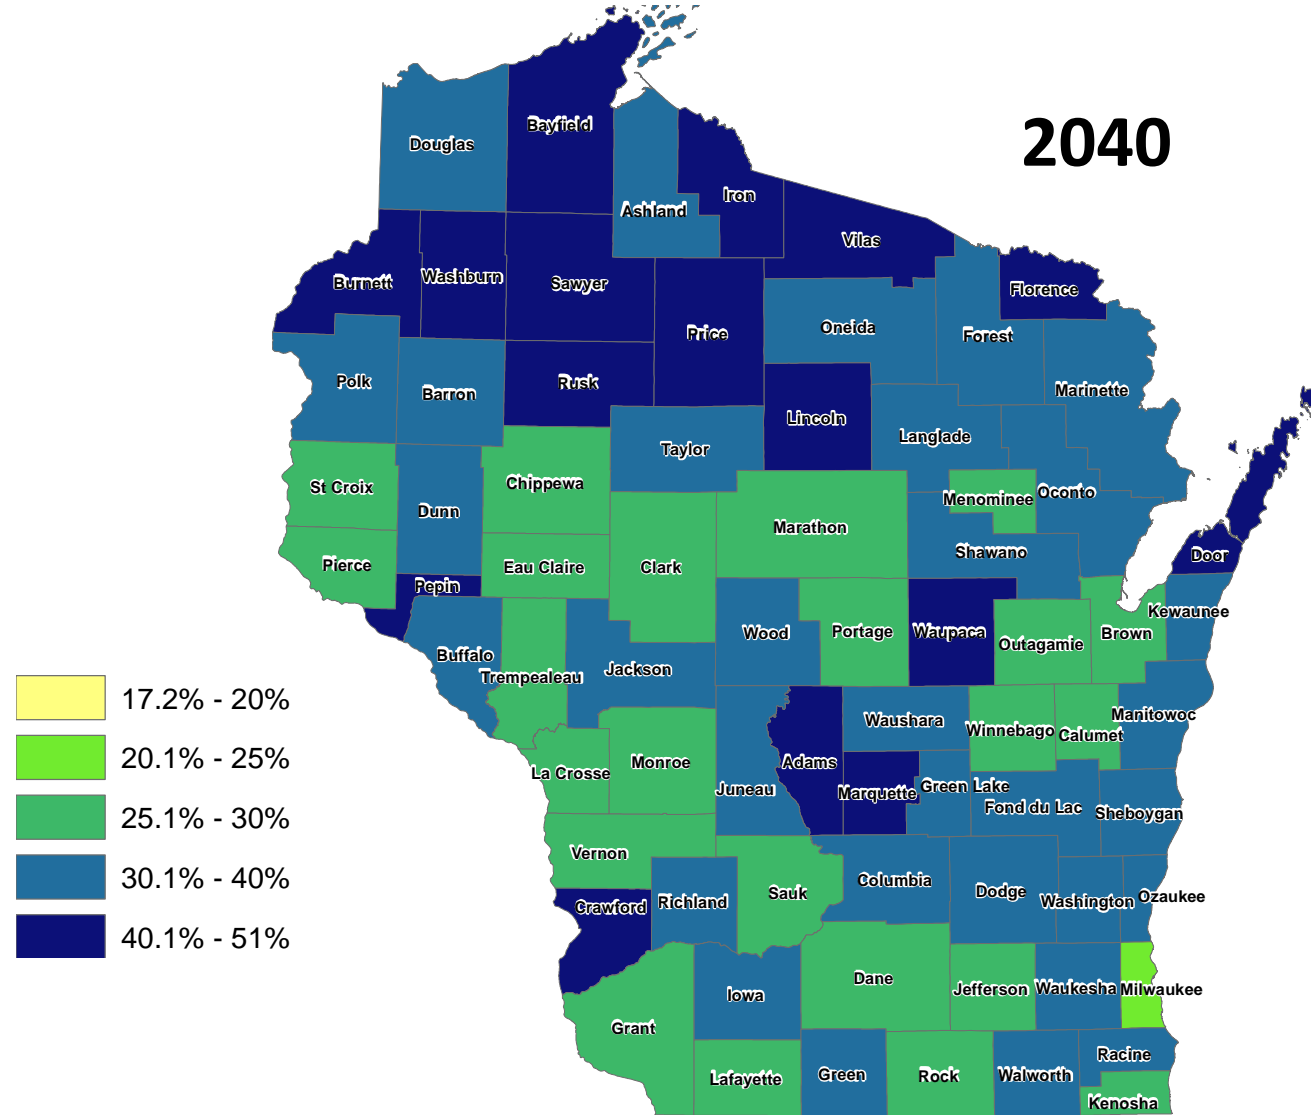 2040
Bayfield
Douglas
Iron
Ashland
Vilas
Washburn
Burnett
Sawyer
Florence
Oneida
Price
Forest
Polk
Rusk
Barron
Marinette
Lincoln
Langlade
Taylor
Chippewa
St Croix
Oconto
Menominee
Dunn
Marathon
Shawano
Door
Pierce
Eau Claire
Clark
Pepin
Kewaunee
Wood
Portage
Waupaca
Brown
Outagamie
Buffalo
Jackson
Trempealeau
17.2% - 20%
Manitowoc
Waushara
Winnebago
Calumet
20.1% - 25%
Monroe
Adams
La Crosse
Green Lake
Juneau
Marquette
Fond du Lac
Sheboygan
25.1% - 30%
Vernon
30.1% - 40%
Columbia
Dodge
Sauk
Ozaukee
Richland
Washington
Crawford
40.1% - 51%
Dane
Waukesha
Jefferson
Milwaukee
Iowa
Grant
Racine
Green
Walworth
Rock
Lafayette
Kenosha